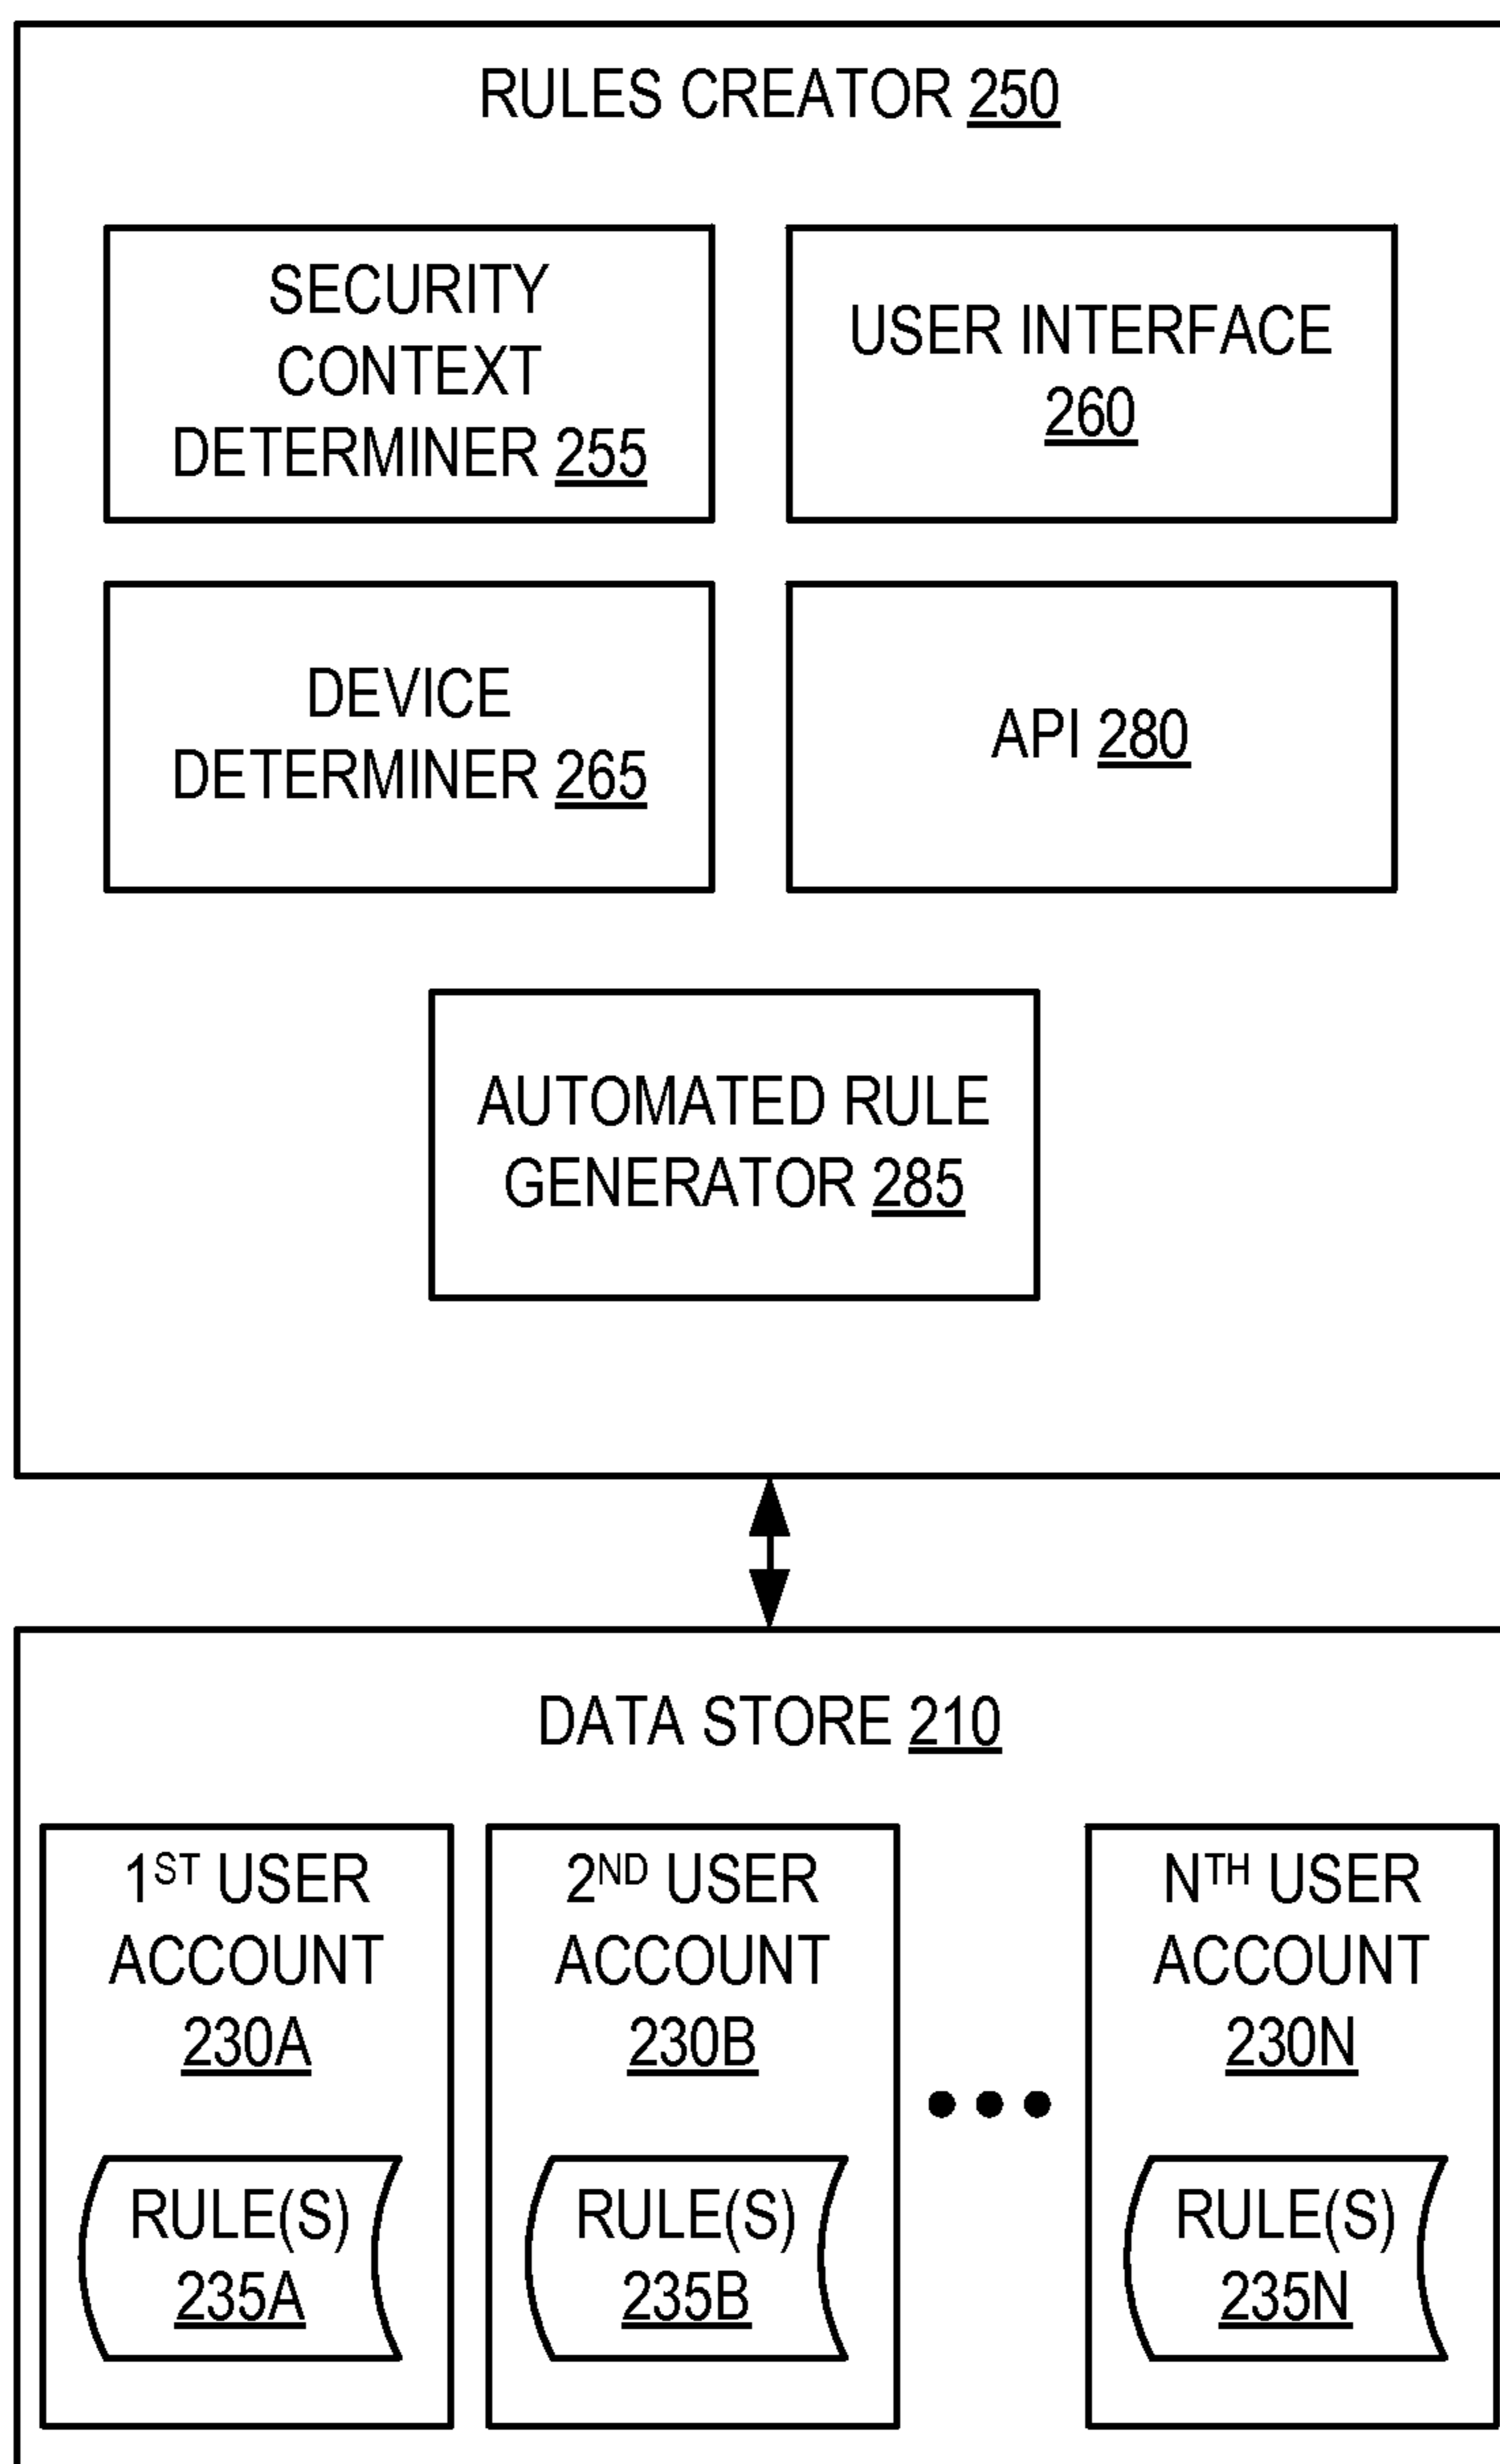 RULES CREATOR 250
SECURITY
CONTEXT
DETERMINER 255
USER INTERFACE
260
DEVICE
DETERMINER 265
API 280
AUTOMATED RULE
GENERATOR 285
DATA STORE 210
1ST USER
ACCOUNT
230A
RULE(S)
235A
2ND USER
ACCOUNT
230B
RULE(S)
235B
NTH USER
ACCOUNT
230N
RULE(S)
235N